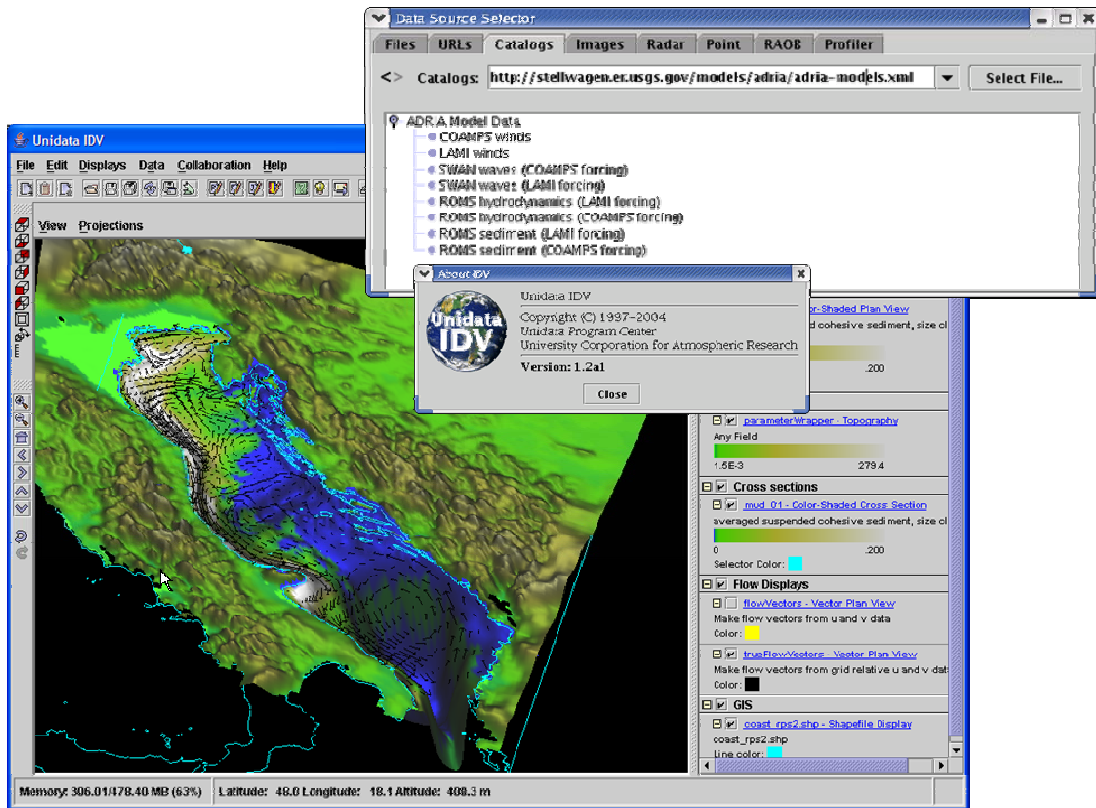 Data Source Selector
Files URLs Catalogs Images Radar Point RAOB Profiler
<> Catalogs: http://stellwagen.er.usgs.gov/models/adria/adria-models.xml Select File...
ADRIA Model Data
COAMPS winds
LAMI winds
SWAN waves (COAMPS forcing)
SWAN waves (LAMI forcing)
ROMS hydrodynamics (LAMI forcing)
ROMS hydrodynamics (COAMPS forcing)
ROMS sediment (LAMI forcing)
ROMS sediment (COAMPS forcing)
Unidata IDV
File Edit Displays Data Collaboration Help
View Projections
About IDV
Unidata
IDV
Unidata IDV
Copyright (C) 1997-2004
Unidata Program Center
University Corporation for Atmospheric Research
Version: 1.2a1
Close
or-Shaded Plan View
d cohesive sediment, size cl
.200
parameterWrapper - Topography
Any Field
1.5E-3 279.4
Cross sections
mud_01 - Color-Shaded Cross Section
averaged suspended cohesive sediment, size cl
0 .200
Selector Color:
Flow Displays
flowVectors - Vector Plan View
Make flow vectors from u and v data
Color:
trueFlowVectors - Vector Plan View
Make flow vectors from grid relative u and v dat
Color:
GIS
coast_rps2.shp - Shapefile Display
coast_rps2.shp
Line color:
Memory: 306.01/478.40 MB (63%) Latitude: 48.0 Longitude: 18.1 Altitude: 408.3 m